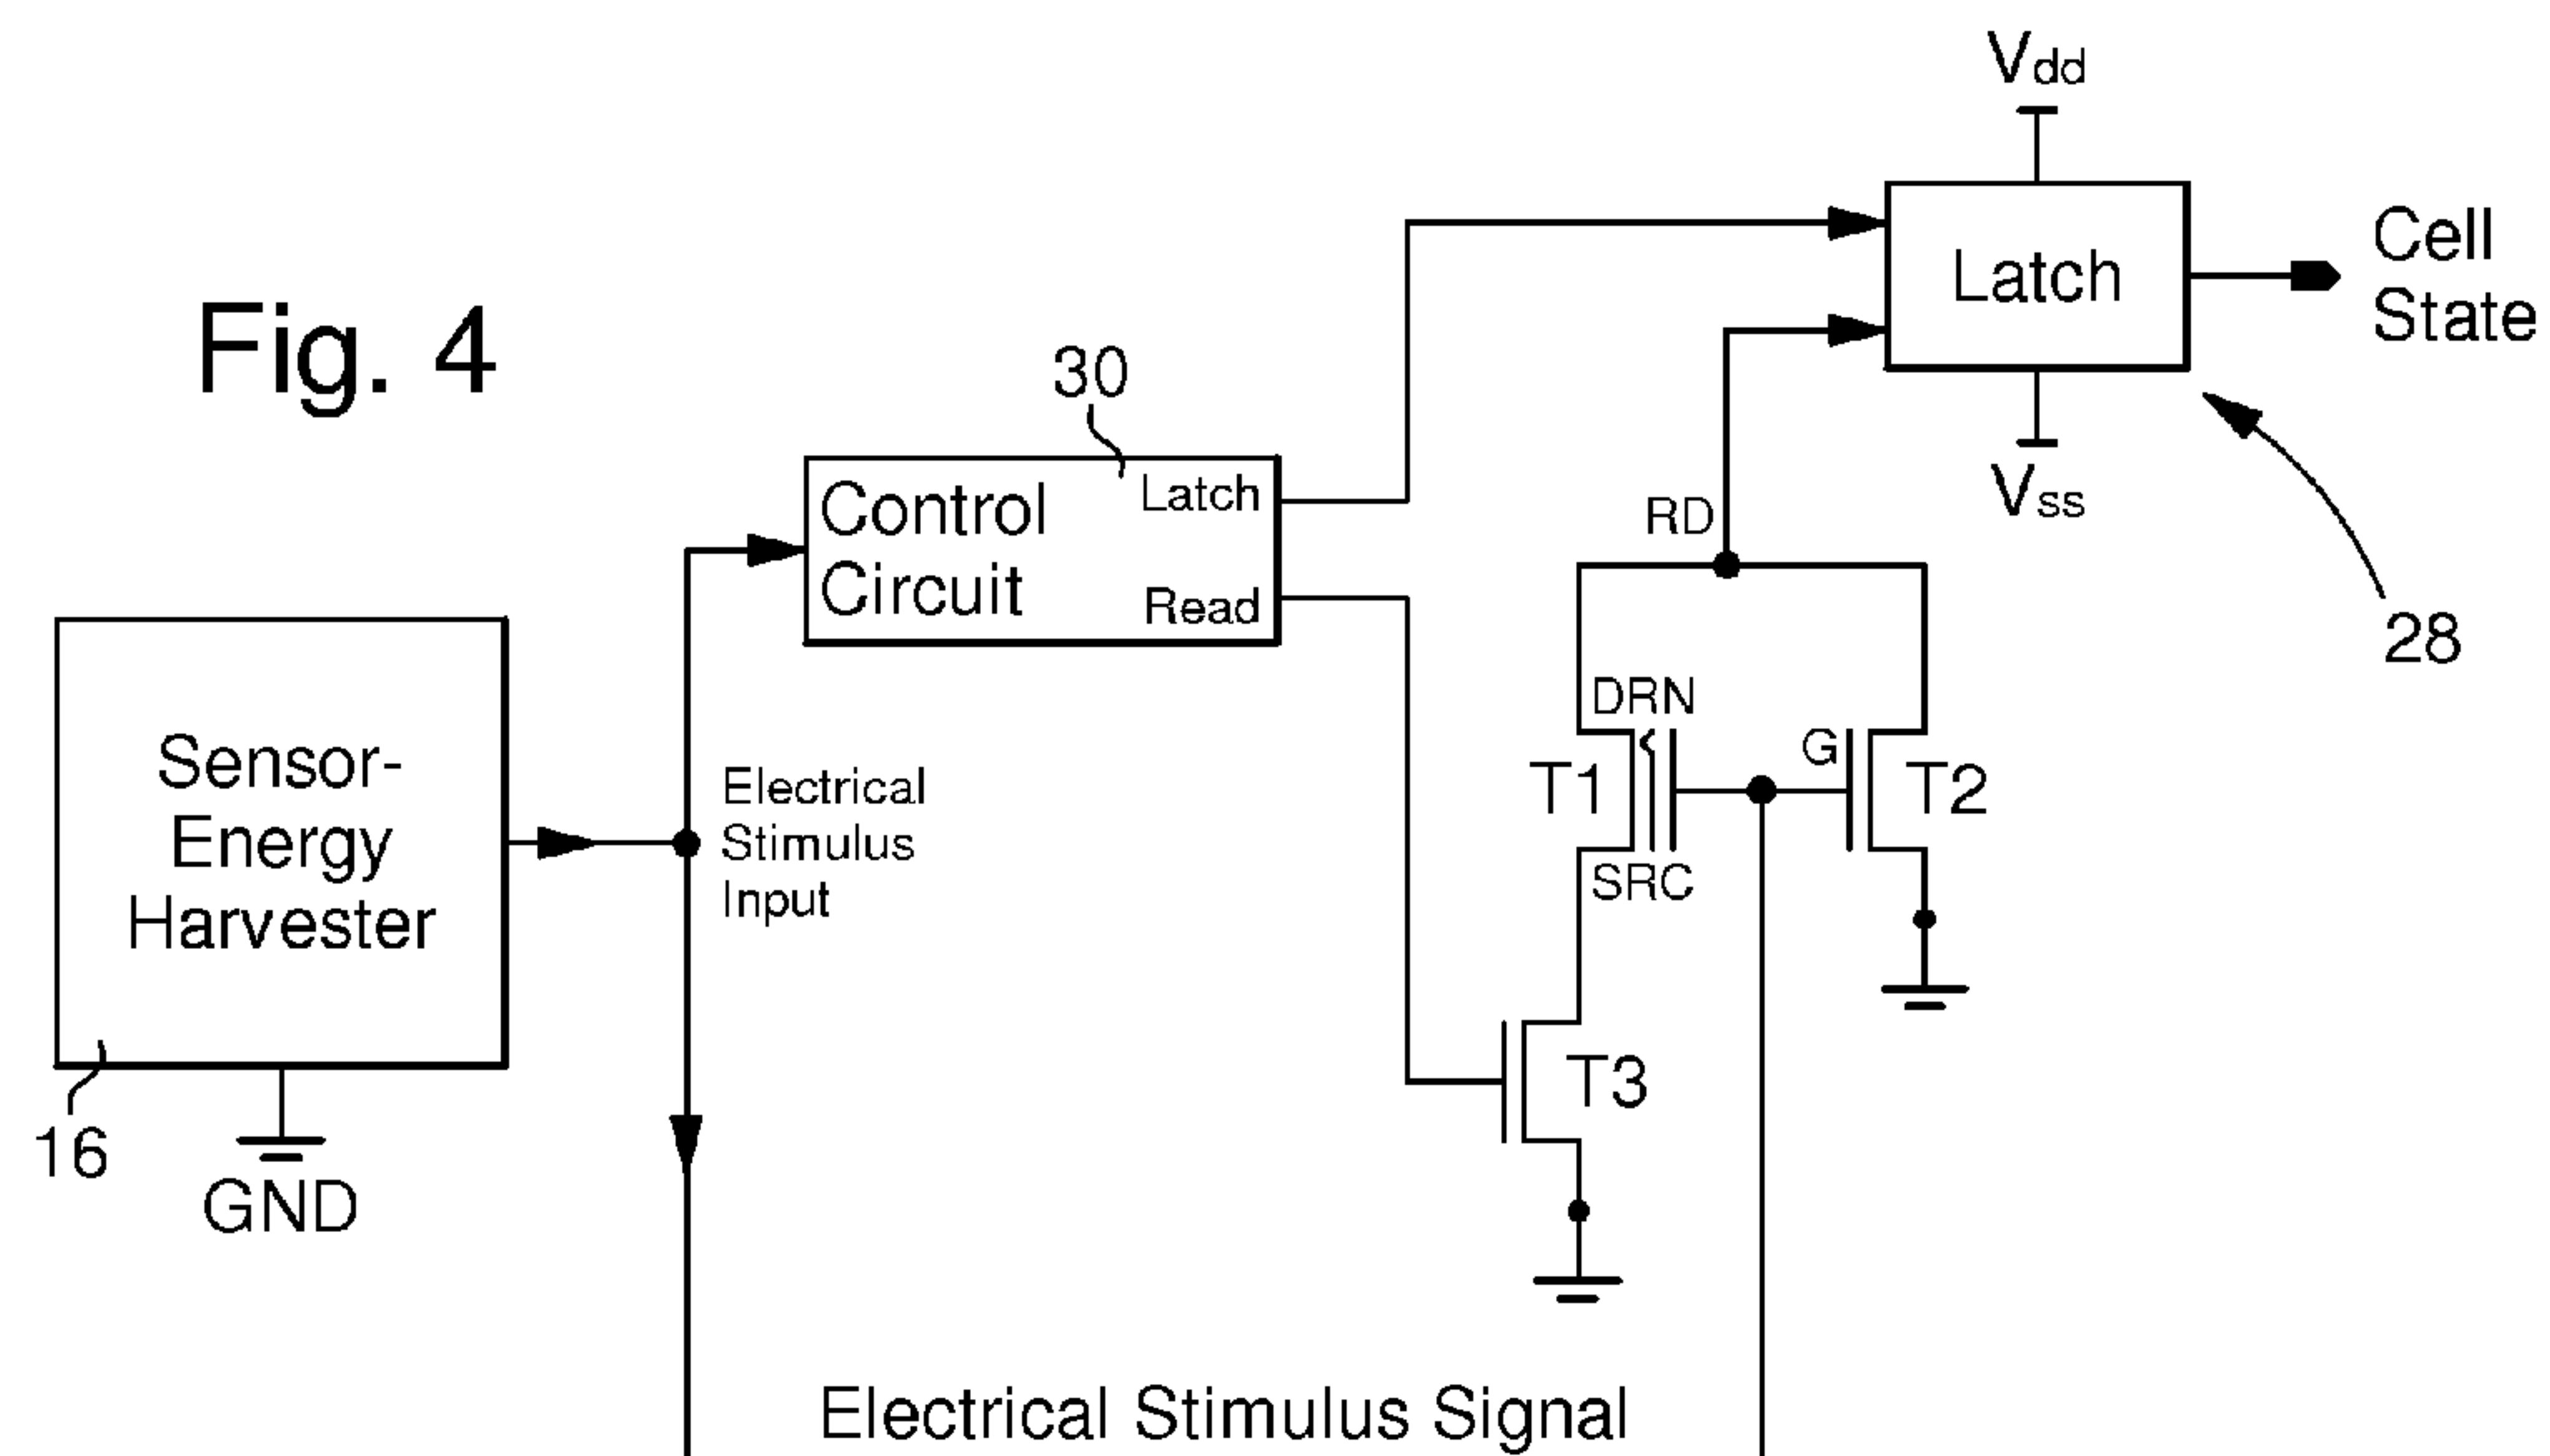 Vdd
Cell
State
Latch
Fig. 4
30
Control
Circuit
Latch
Read
Vss
RD
28
Sensor-
Energy
Harvester
Electrical
Stimulus
Input
DRN
G
T1
T2
SRC
T3
16
GND
Electrical Stimulus Signal